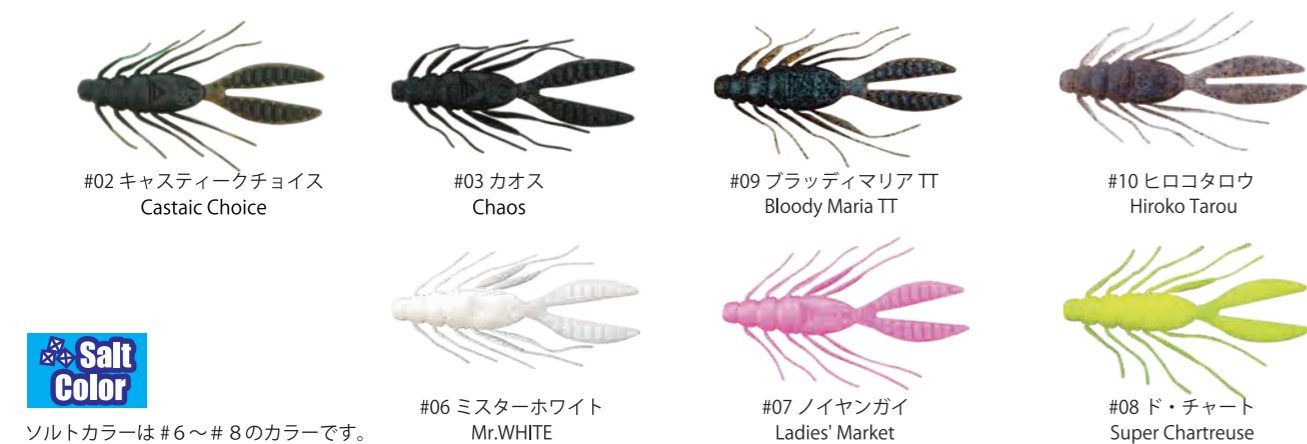 #02 キャスティークチョイス
Castaic Choice
#03 カオス
Chaos
#09 ブラッディマリア TT
Bloody Maria TT
#10 ヒロコタロウ
Hiroko Tarou
Salt
Color
ソルトカラーは #６～＃８のカラーです。
#06 ミスターホワイト
Mr.WHITE
#07 ノイヤンガイ
Ladies' Market
#08 ド・チャート
Super Chartreuse